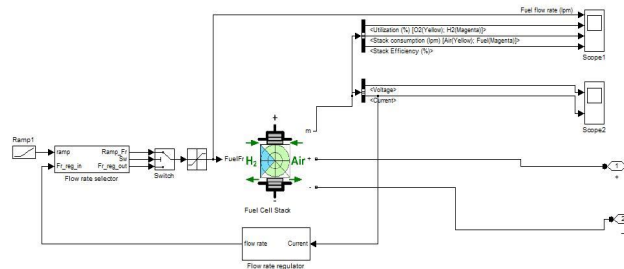 Fuel flow rate (lpm)
<Utilization (%) [O2(Yellow); H2(Magenta)]>
<Stack consumption (lpm) [Air(Yellow); Fuel(Magenta)]>
<Stack Efficiency (%)>
Scope1
<Voltage>
<Current>
Scope2
+
m
Ramp1
ramp
Ramp_Fr
Sw
Fr_reg_in
Fr_reg_out
Flow rate selector
Switch
FuelFr
H2
Air
+
-
Fuel Cell Stack
1
+
2
-
flow rate
Current
Flow rate regulator